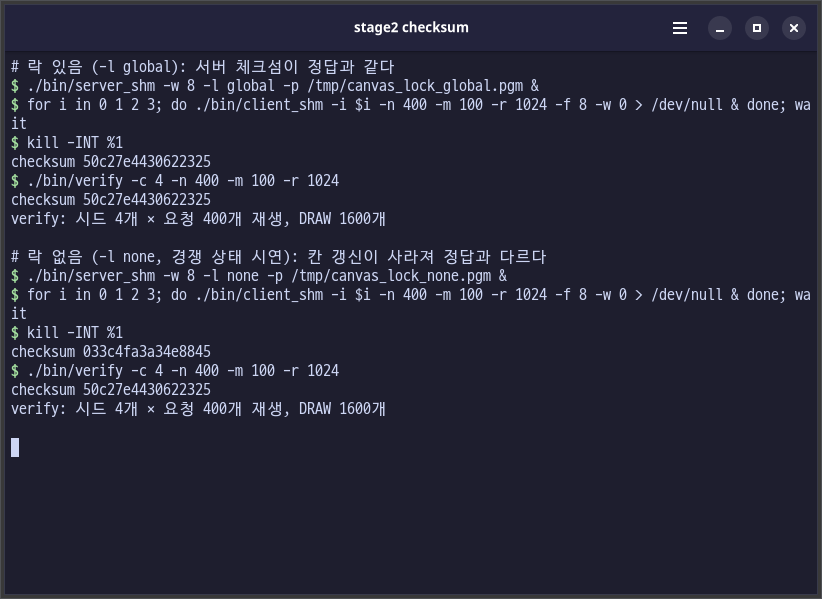 stage2 checksum
# 락 있음 (-l global): 서버 체크섬이 정답과 같다
$ ./bin/server_shm -w 8 -l global -p /tmp/canvas_lock_global.pgm &
$ for i in 0 1 2 3; do ./bin/client_shm -i $i -n 400 -m 100 -r 1024 -f 8 -w 0 > /dev/null & done; wa
it
$ kill -INT %1
checksum 50c27e4430622325
$ ./bin/verify -c 4 -n 400 -m 100 -r 1024
checksum 50c27e4430622325
verify: 시드 4개 × 요청 400개 재생, DRAW 1600개
# 락 없음 (-l none, 경쟁 상태 시연): 칸 갱신이 사라져 정답과 다르다
$ ./bin/server_shm -w 8 -l none -p /tmp/canvas_lock_none.pgm &
$ for i in 0 1 2 3; do ./bin/client_shm -i $i -n 400 -m 100 -r 1024 -f 8 -w 0 > /dev/null & done; wa
it
$ kill -INT %1
checksum 033c4fa3a34e8845
$ ./bin/verify -c 4 -n 400 -m 100 -r 1024
checksum 50c27e4430622325
verify: 시드 4개 × 요청 400개 재생, DRAW 1600개